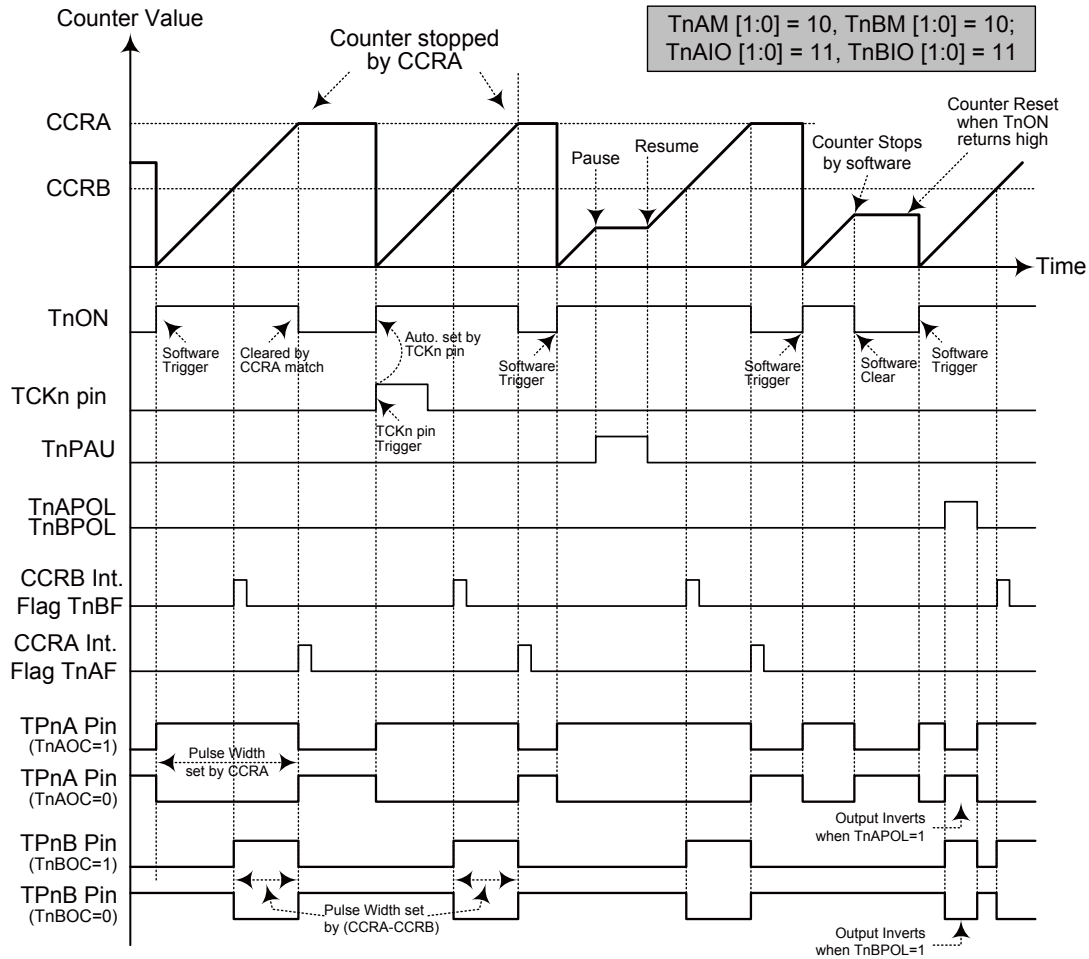 Counter Value
TnAM [1:0] = 10, TnBM [1:0] = 10;
TnAIO [1:0] = 11, TnBIO [1:0] = 11
Counter stopped
by CCRA
Counter Reset
when TnON
returns high
CCRA
Pause
Resume
Counter Stops
by software
CCRB
Time
TnON
Software
Trigger
Cleared by
CCRA match
Auto. set by
TCKn pin
Software
Trigger
Software
Trigger
Software
Clear
Software
Trigger
TCKn pin
TCKn pin
Trigger
TnPAU
TnAPOL
TnBPOL
CCRB Int.
Flag TnBF
CCRA Int.
Flag TnAF
TPnA Pin
(TnAOC=1)
Pulse Width
set by CCRA
TPnA Pin
(TnAOC=0)
Output Inverts
when TnAPOL=1
TPnB Pin
(TnBOC=1)
TPnB Pin
(TnBOC=0)
Pulse Width set
by (CCRA-CCRB)
Output Inverts
when TnBPOL=1